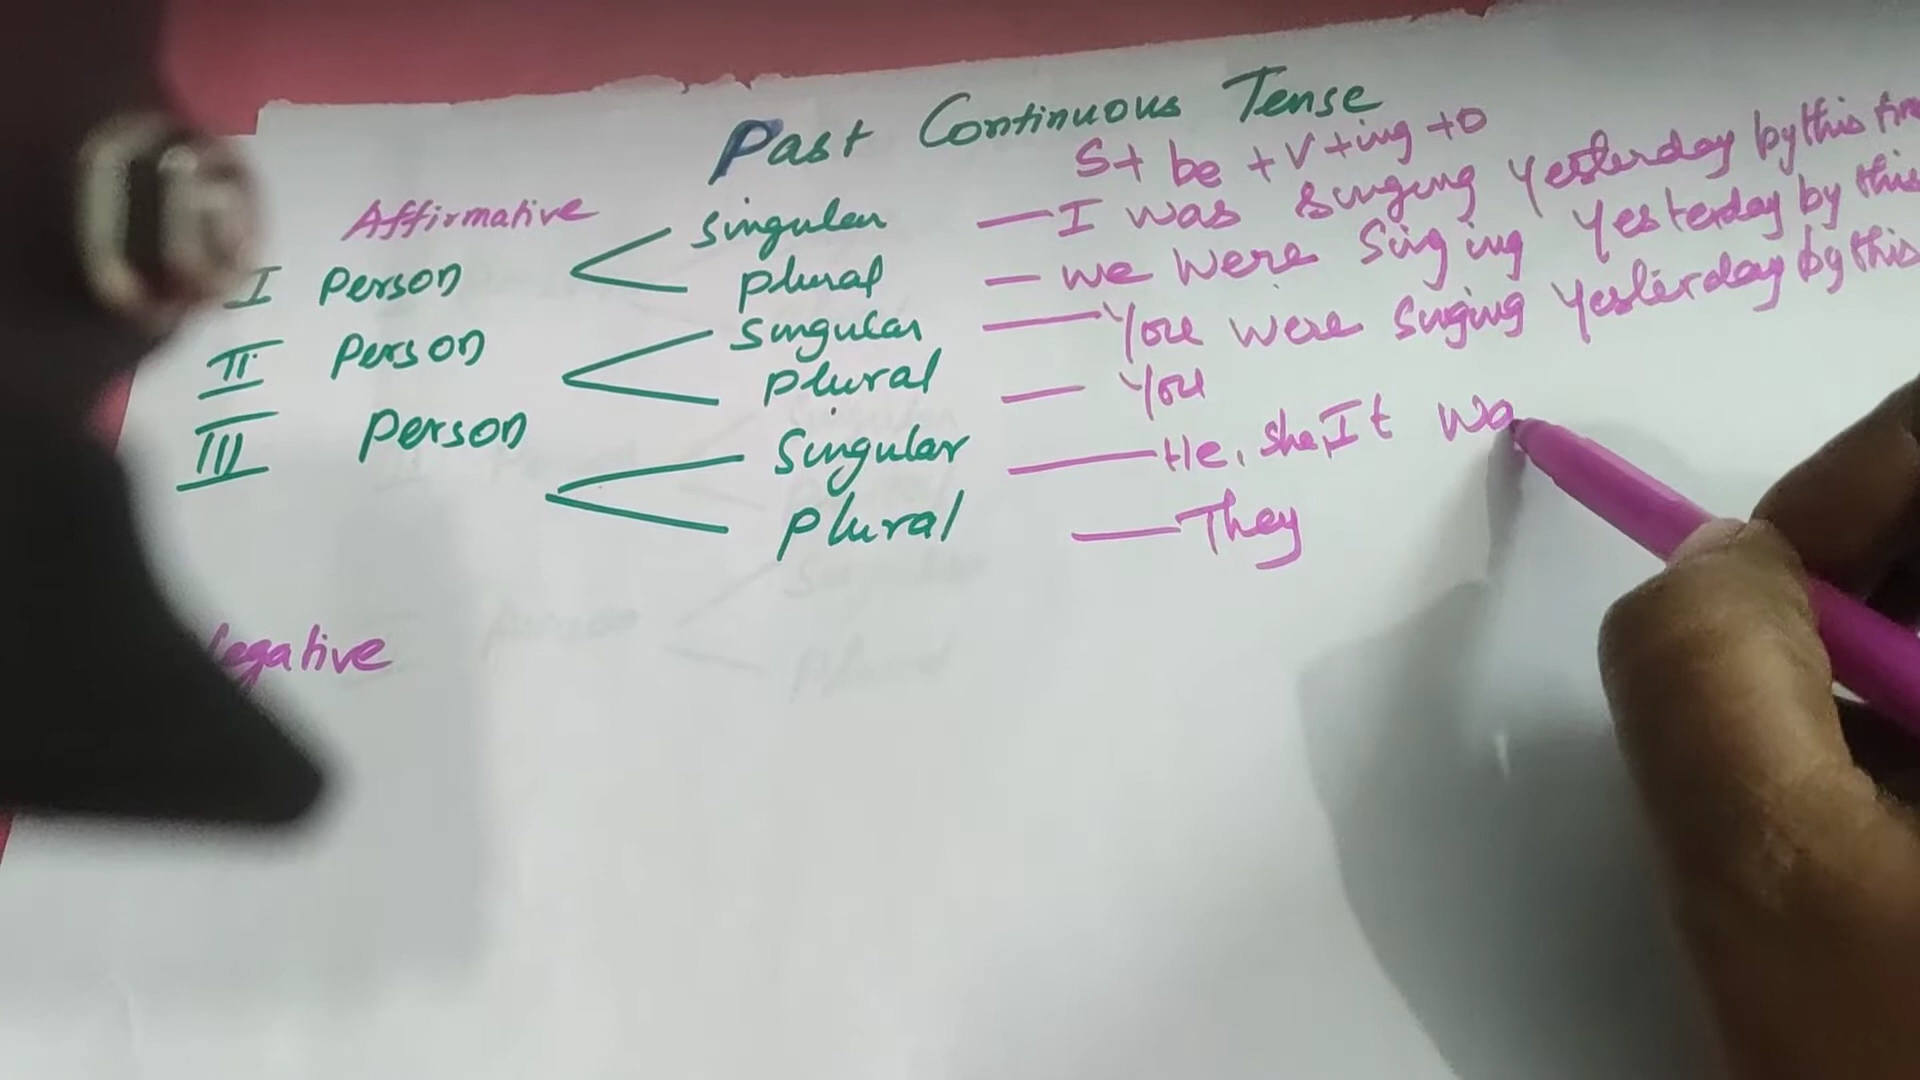 Past Continuous Tense
S+ be +V+ing+O
Affirmative
I Person singular — I was singing yesterday by this
plural — we were singing yesterday by this
II Person singular — You were singing yesterday by this
plural — You
III Person Singular — He, she, It wa
plural — They
egative